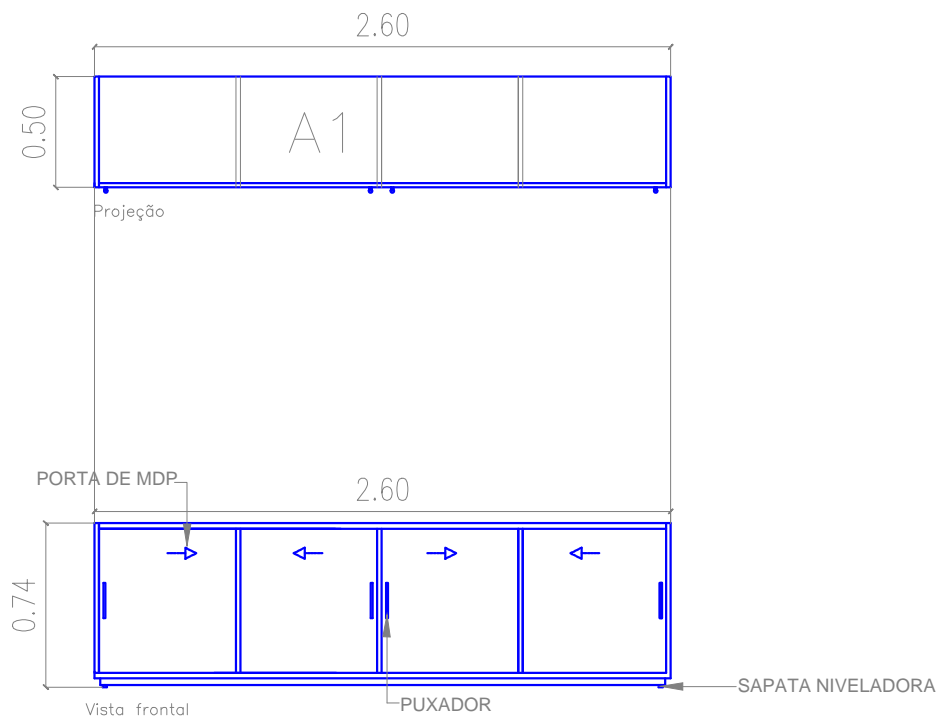 2.60
0.50
A1
Projeção
PORTA DE MDP
2.60
0.74
Vista frontal
PUXADOR
SAPATA NIVELADORA